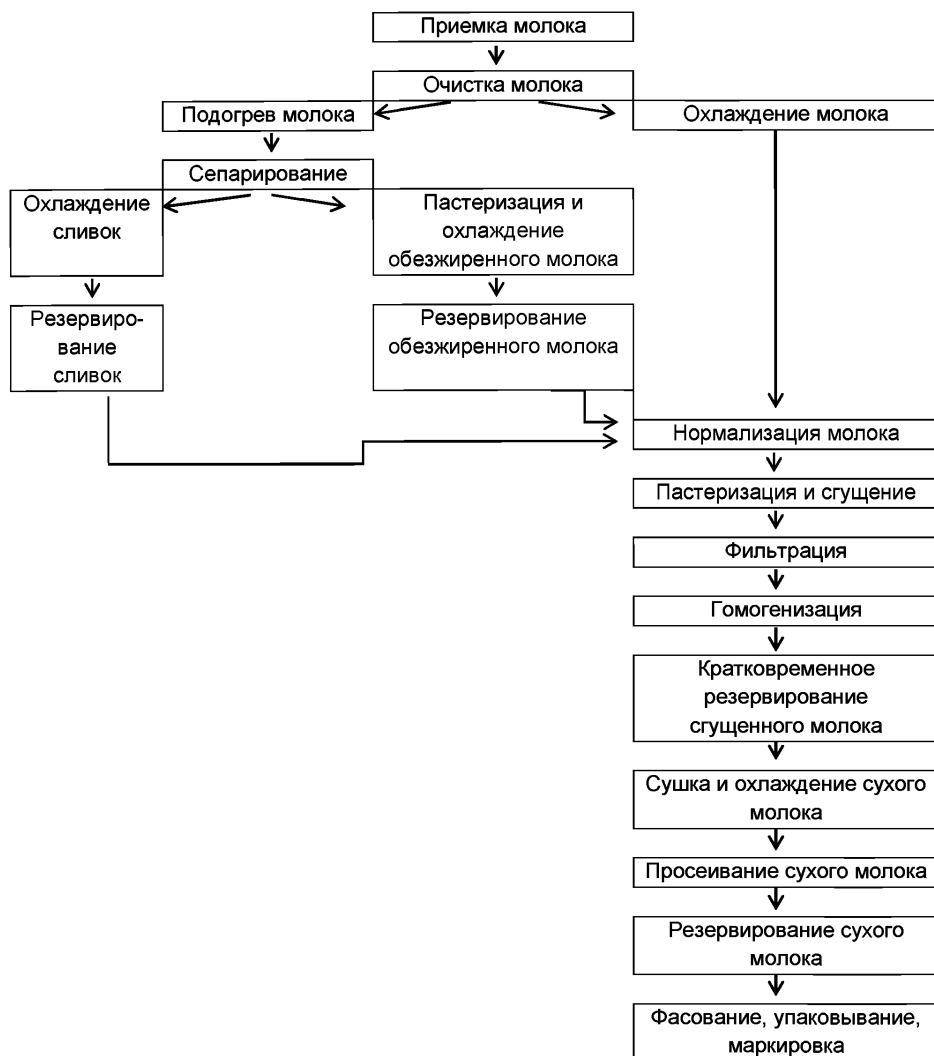 Приемка молока
Очистка молока
Подогрев молока
Охлаждение молока
Сепарирование
Охлаждение
сливок
Пастеризация и
охлаждение
обезжиренного молока
Резервиро-
вание
сливок
Резервирование
обезжиренного молока
Нормализация молока
Пастеризация и сгущение
Фильтрация
Гомогенизация
Кратковременное
резервирование
сгущенного молока
Сушка и охлаждение сухого
молока
Просеивание сухого молока
Резервирование сухого
молока
Фасование, упаковывание,
маркировка